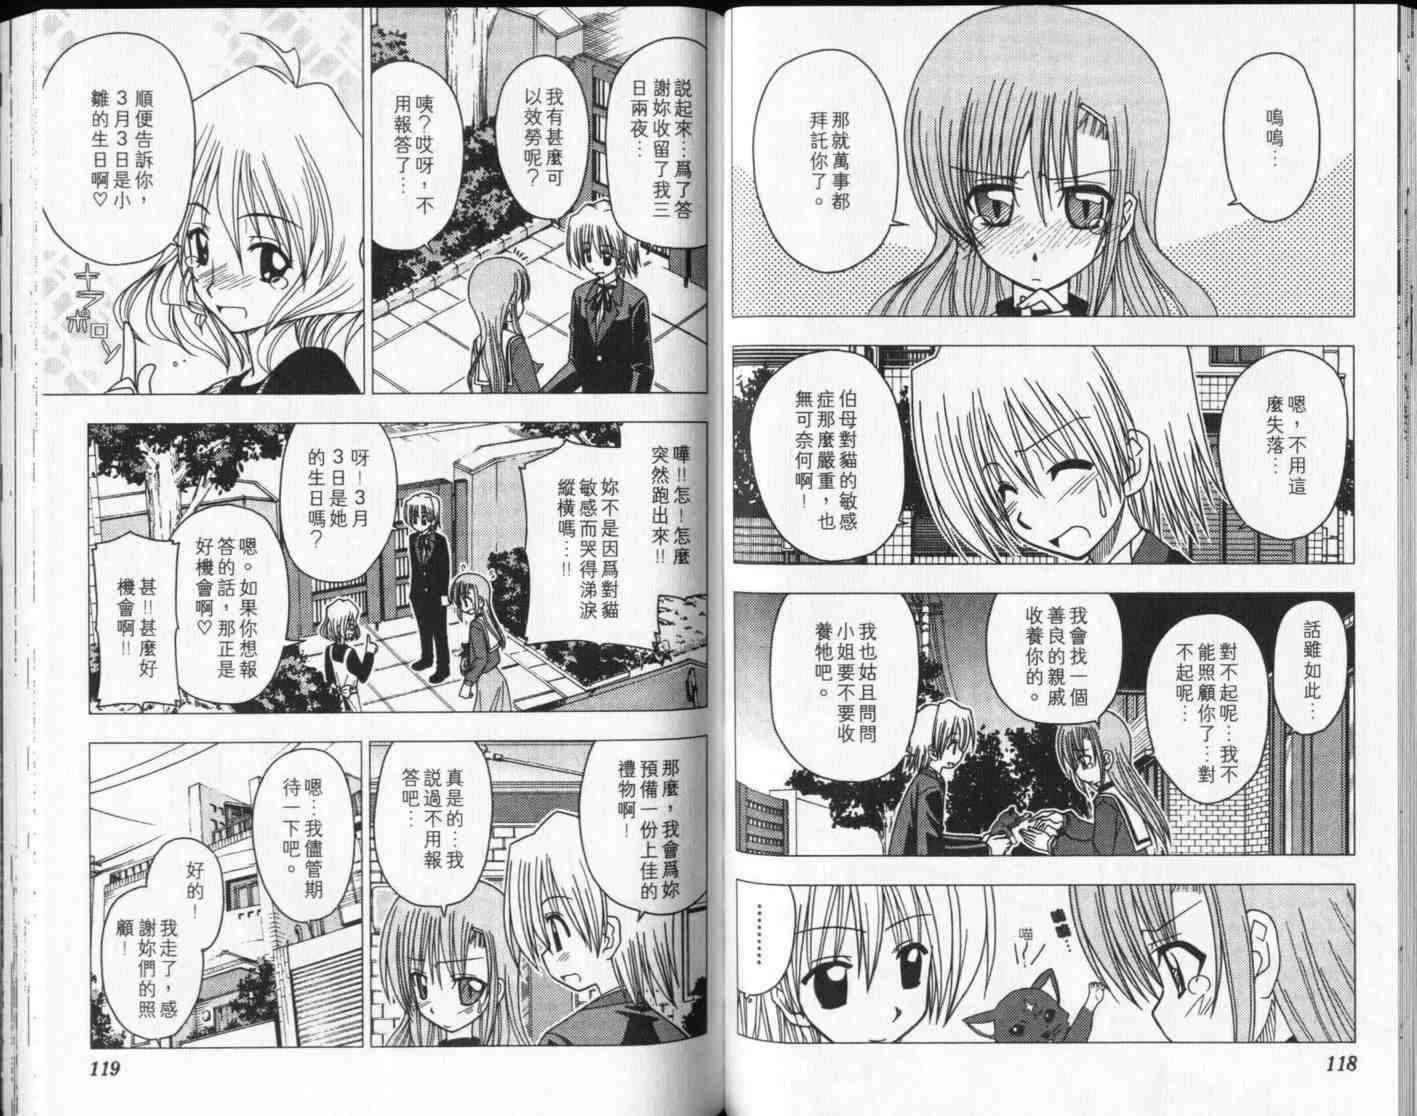 嗚嗚…
那就萬事都
拜託你了。
嗯，不用這
麼失落…
伯母對貓的敏感
症那麼嚴重，也
無可奈何啊！
話雖如此…
對不起呢…我不
能照顧你了…對
不起呢…
我會找一個
善良的親戚
收養你的。
我也姑且問問
小姐要不要收
養牠吧。
嗚嗚…
喵
………
118
説起來…爲了答
謝妳收留了我三
日兩夜…
我有甚麼可
以效勞呢？
咦？哎呀，不
用報答了…
順便告訴你，
3月3日是小
雛的生日啊♡
嘩!!怎！怎麼
突然跑出來!!
妳不是因爲對貓
敏感而哭得涕淚
縱橫嗎…!!
呀！3月
3日是她
的生日嗎？
嗯。如果你想報
答的話，那正是
好機會啊♡
甚!!甚麼好
機會啊!!
那麼，我會爲妳
預備一份上佳的
禮物啊！
真是的…我
説過不用報
答吧…
嗯…我儘管期
待一下吧。
好的！
我走了，感
謝妳們的照
顧！
119